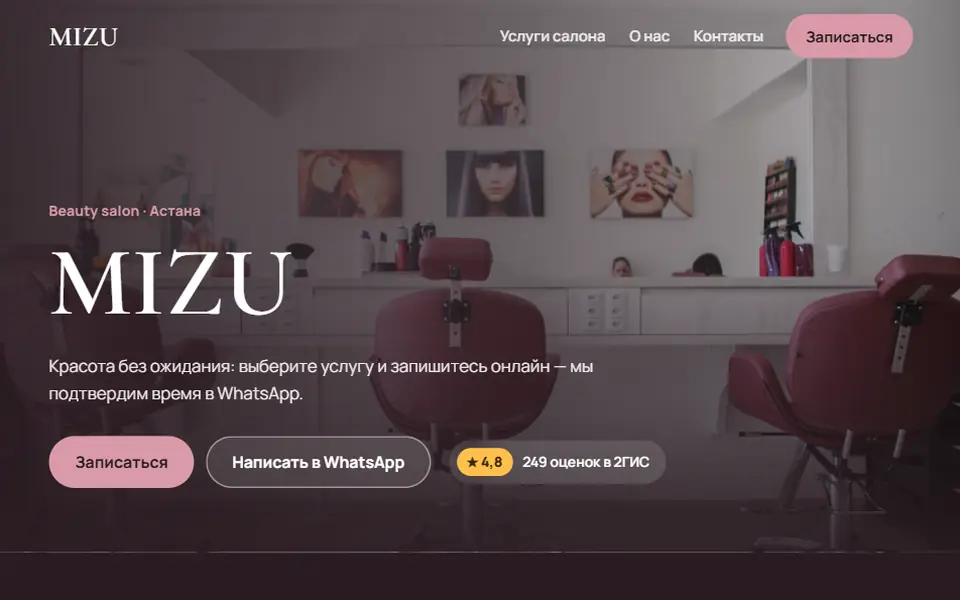 MIZU
Услуги салона
О нас
Контакты
Записаться
Beauty salon · Астана
MIZU
Красота без ожидания: выберите услугу и запишитесь онлайн — мы
подтвердим время в WhatsApp.
Записаться
Написать в WhatsApp
★ 4,8
249 оценок в 2ГИС